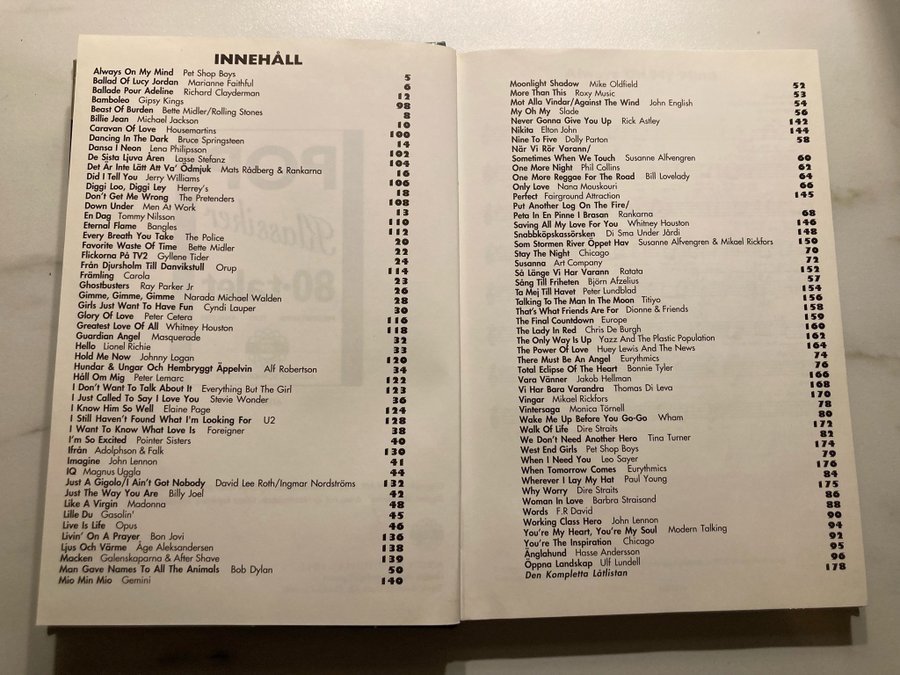 INNEHÅLL
Always On My Mind Pet Shop Boys 5
Ballad Of Lucy Jordan Marianne Faithful 6
Ballade Pour Adeline Richard Clayderman 12
Bamboleo Gipsy Kings 98
Beast Of Burden Bette Midler/Rolling Stones 8
Billie Jean Michael Jackson 10
Caravan Of Love Housemartins 100
Dancing In The Dark Bruce Springsteen 14
Dansa I Neon Lena Philipsson 102
De Sista Ljuva Åren Lasse Stefanz 104
Det Är Inte Lätt Att Va' Ödmjuk Mats Rådberg & Rankarna 16
Did I Tell You Jerry Williams 106
Diggi Loo, Diggi Ley Herrey's 18
Don't Get Me Wrong The Pretenders 108
Down Under Men At Work 13
En Dag Tommy Nilsson 110
Eternal Flame Bangles 112
Every Breath You Take The Police 20
Favorite Waste Of Time Bette Midler 22
Flickorna På TV2 Gyllene Tider 24
Från Djursholm Till Danvikstull Orup 114
Främling Carola 23
Ghostbusters Ray Parker Jr 26
Gimme, Gimme, Gimme Narada Michael Walden 28
Girls Just Want To Have Fun Cyndi Lauper 30
Glory Of Love Peter Cetera 116
Greatest Love Of All Whitney Houston 118
Guardian Angel Masquerade 32
Hello Lionel Richie 33
Hold Me Now Johnny Logan 120
Hundar & Ungar Och Hembryggt Äppelvin Alf Robertson 34
Håll Om Mig Peter Lemarc 122
I Don't Want To Talk About It Everything But The Girl 123
I Just Called To Say I Love You Stevie Wonder 36
I Know Him So Well Elaine Page 124
I Still Haven't Found What I'm Looking For U2 128
I Want To Know What Love Is Foreigner 38
I'm So Excited Pointer Sisters 40
Ifrån Adolphson & Falk 130
Imagine John Lennon 41
IQ Magnus Uggla 44
Just A Gigolo/I Ain't Got Nobody David Lee Roth/Ingmar Nordströms 132
Just The Way You Are Billy Joel 42
Like A Virgin Madonna 48
Lille Du Gasolin' 45
Live Is Life Opus 46
Livin' On A Prayer Bon Jovi 136
Ljus Och Värme Åge Aleksandersen 138
Macken Galenskaparna & After Shave 139
Man Gave Names To All The Animals Bob Dylan 50
Mio Min Mio Gemini 140
Moonlight Shadow Mike Oldfield 52
More Than This Roxy Music 53
Mot Alla Vindar/Against The Wind John English 54
My Oh My Slade 56
Never Gonna Give You Up Rick Astley 142
Nikita Elton John 144
Nine To Five Dolly Parton 58
När Vi Rör Varann/
Sometimes When We Touch Susanne Alfvengren 60
One More Night Phil Collins 62
One More Reggae For The Road Bill Lovelady 64
Only Love Nana Mouskouri 66
Perfect Fairground Attraction 145
Put Another Log On The Fire/
Peta In En Pinne I Brasan Rankarna 68
Saving All My Love For You Whitney Houston 146
Snabbköpskassörskan Di Sma Under Jårdi 148
Som Stormen River Öppet Hav Susanne Alfvengren & Mikael Rickfors 150
Stay The Night Chicago 70
Susanna Art Company 72
Så Länge Vi Har Varann Ratata 152
Sång Till Friheten Björn Afzelius 57
Ta Mej Till Havet Peter Lundblad 154
Talking To The Man In The Moon Titiyo 156
That's What Friends Are For Dionne & Friends 158
The Final Countdown Europe 159
The Lady In Red Chris De Burgh 160
The Only Way Is Up Yazz And The Plastic Population 162
The Power Of Love Huey Lewis And The News 164
There Must Be An Angel Eurythmics 74
Total Eclipse Of The Heart Bonnie Tyler 76
Vara Vänner Jakob Hellman 166
Vi Har Bara Varandra Thomas Di Leva 168
Vingar Mikael Rickfors 170
Vintersaga Monica Törnell 78
Wake Me Up Before You Go-Go Wham 80
Walk Of Life Dire Straits 172
We Don't Need Another Hero Tina Turner 82
West End Girls Pet Shop Boys 174
When I Need You Leo Sayer 79
When Tomorrow Comes Eurythmics 176
Wherever I Lay My Hat Paul Young 84
Why Worry Dire Straits 175
Woman In Love Barbra Straisand 86
Words F.R David 88
Working Class Hero John Lennon 90
You're My Heart, You're My Soul Modern Talking 94
You're The Inspiration Chicago 92
Änglahund Hasse Andersson 95
Öppna Landskap Ulf Lundell 96
Den Kompletta Låtlistan 178